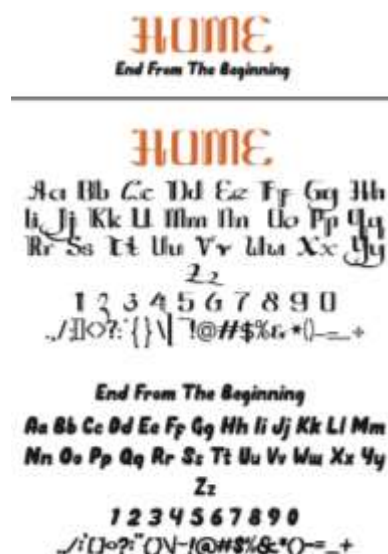 HOME
End From The Beginning
HOME
Aa Bb Cc Dd Ee Ff Gg Hh
Ii Jj Kk Ll Mm Nn Oo Pp Qq
Rr Ss Tt Uu Vv Ww Xx Yy
Zz
1 2 3 4 5 6 7 8 9 0
!@#$%&*()-=_+
End From The Beginning
Aa Bb Cc Dd Ee Ff Gg Hh Ii Jj Kk Ll Mm
Nn Oo Pp Qq Rr Ss Tt Uu Vv Ww Xx Yy
Zz
1 2 3 4 5 6 7 8 9 0
!@#$%&*()-=_+